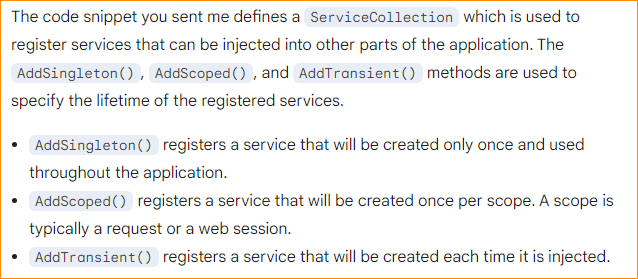 The code snippet you sent me defines a ServiceCollection which is used to
register services that can be injected into other parts of the application. The
AddSingleton() , AddScoped() , and AddTransient() methods are used to
specify the lifetime of the registered services.
• AddSingleton() registers a service that will be created only once and used
throughout the application.
• AddScoped() registers a service that will be created once per scope. A scope is
typically a request or a web session.
• AddTransient() registers a service that will be created each time it is injected.